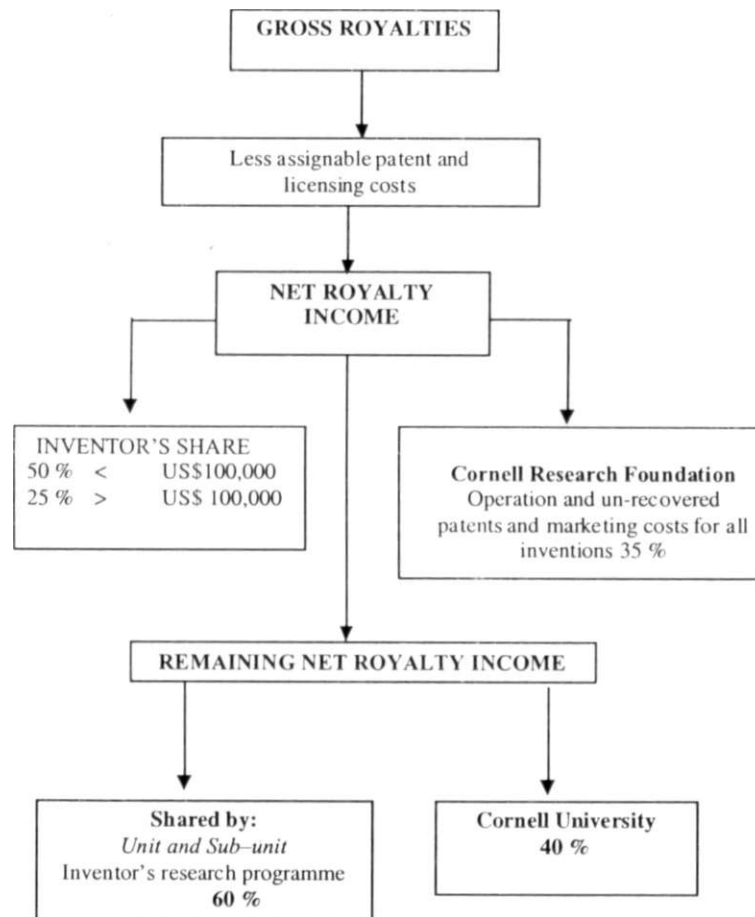 GROSS ROYALTIES
Less assignable patent and
licensing costs
NET ROYALTY
INCOME
INVENTOR'S SHARE
50 % < US$100,000
25 % > US$ 100,000
Cornell Research Foundation
Operation and un-recovered
patents and marketing costs for all
inventions 35 %
REMAINING NET ROYALTY INCOME
Shared by:
Unit and Sub–unit
Inventor's research programme
60 %
Cornell University
40 %